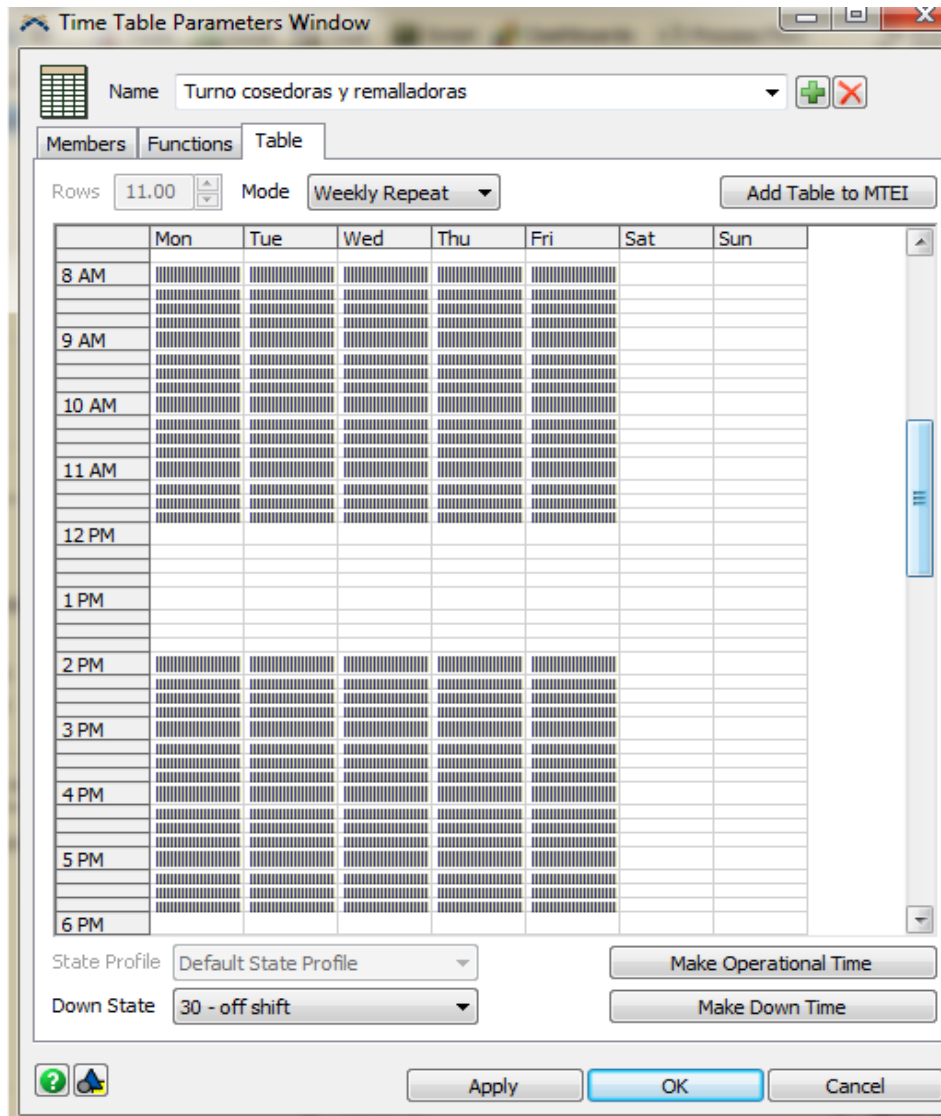 Time Table Parameters Window
Name Turno cosedoras y remalladoras
Members Functions Table
Rows 11.00 Mode Weekly Repeat Add Table to MTEI
Mon Tue Wed Thu Fri Sat Sun
8 AM
9 AM
10 AM
11 AM
12 PM
1 PM
2 PM
3 PM
4 PM
5 PM
6 PM
State Profile Default State Profile Make Operational Time
Down State 30 - off shift Make Down Time
Apply OK Cancel